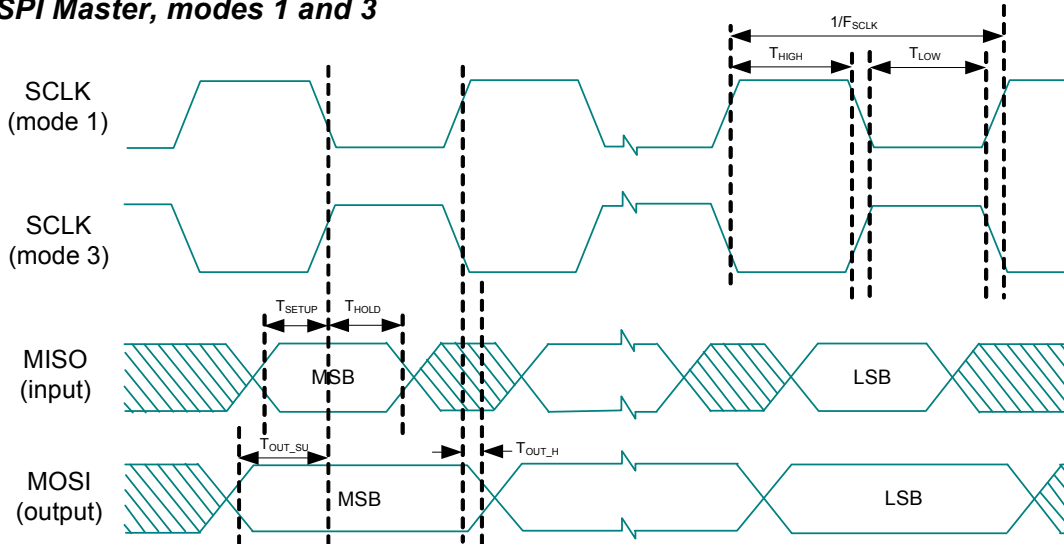 SPI Master, modes 1 and 3
1/FSCLK
THIGH
TLOW
SCLK
(mode 1)
SCLK
(mode 3)
TSETUP
THOLD
MISO
(input)
MSB
LSB
TOUT_SU
TOUT_H
MOSI
(output)
MSB
LSB